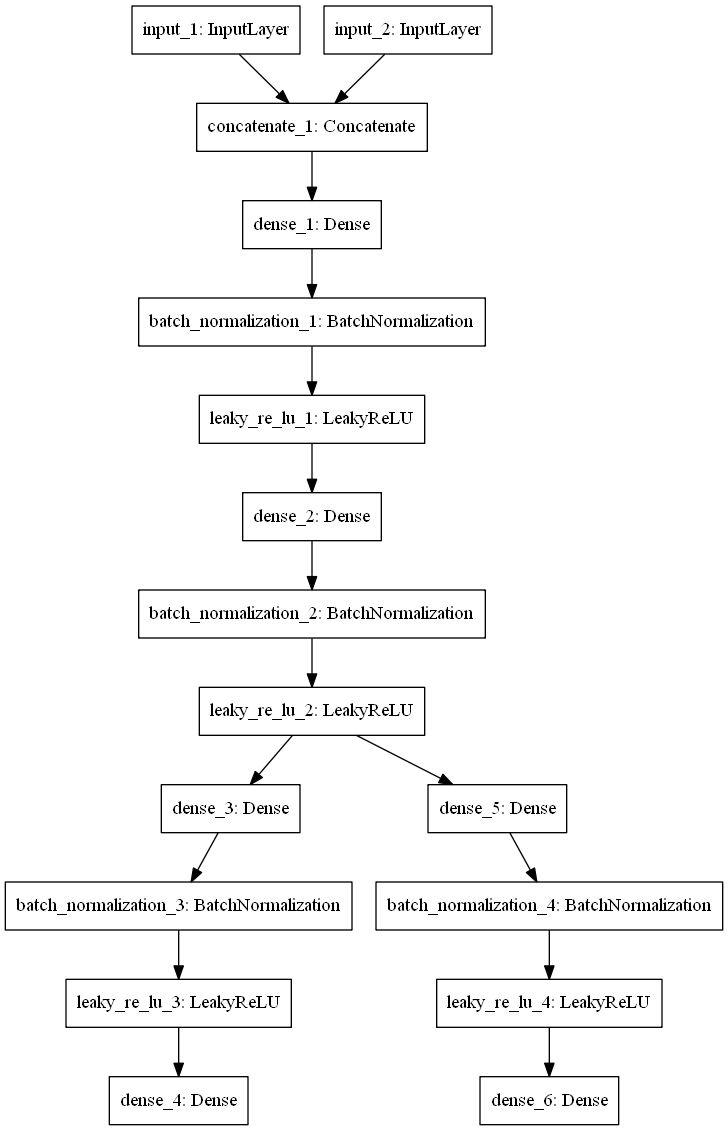 input_1: InputLayer
input_2: InputLayer
concatenate_1: Concatenate
dense_1: Dense
batch_normalization_1: BatchNormalization
leaky_re_lu_1: LeakyReLU
dense_2: Dense
batch_normalization_2: BatchNormalization
leaky_re_lu_2: LeakyReLU
dense_3: Dense
dense_5: Dense
batch_normalization_3: BatchNormalization
batch_normalization_4: BatchNormalization
leaky_re_lu_3: LeakyReLU
leaky_re_lu_4: LeakyReLU
dense_4: Dense
dense_6: Dense